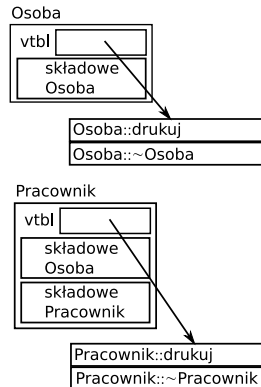 Osoba
vtbl
składowe
Osoba
Osoba::drukuj
Osoba::~Osoba
Pracownik
vtbl
składowe
Osoba
składowe
Pracownik
Pracownik::drukuj
Pracownik::~Pracownik